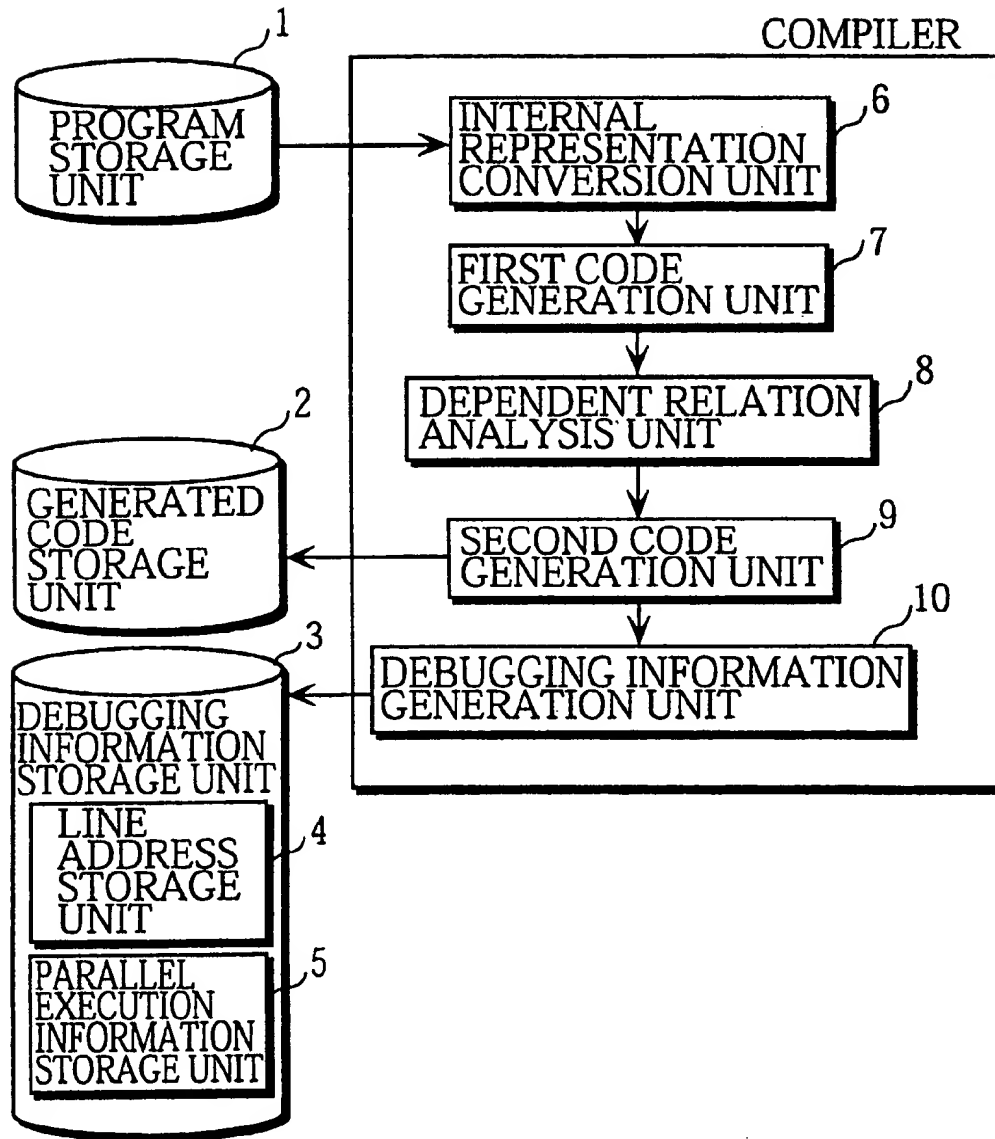 1
PROGRAM
STORAGE
UNIT
COMPILER
6
INTERNAL
REPRESENTATION
CONVERSION UNIT
7
FIRST CODE
GENERATION UNIT
8
DEPENDENT RELATION
ANALYSIS UNIT
2
GENERATED
CODE
STORAGE
UNIT
9
SECOND CODE
GENERATION UNIT
10
DEBUGGING INFORMATION
GENERATION UNIT
3
DEBUGGING
INFORMATION
STORAGE UNIT
4
LINE
ADDRESS
STORAGE
UNIT
5
PARALLEL
EXECUTION
INFORMATION
STORAGE UNIT